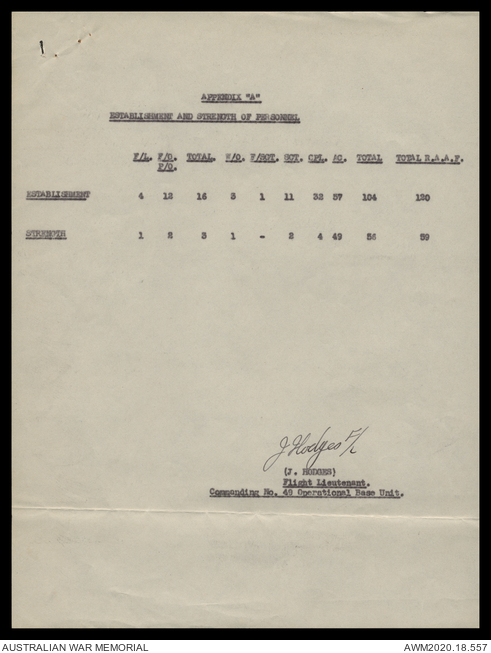 APPENDIX "A"
ESTABLISHMENT AND STRENGTH OF PERSONNEL
F/L. F/O. TOTAL. W/O. F/SGT. SGT. CPL. AC. TOTAL TOTAL R.A.A.F.
P/O.
ESTABLISHMENT 4 12 16 3 1 11 32 57 104 120
STRENGTH 1 2 3 1 - 2 4 49 56 59
J Hodges F/L
(J. HODGES)
Flight Lieutenant.
Commanding No. 49 Operational Base Unit.
AUSTRALIAN WAR MEMORIAL AWM2020.18.557